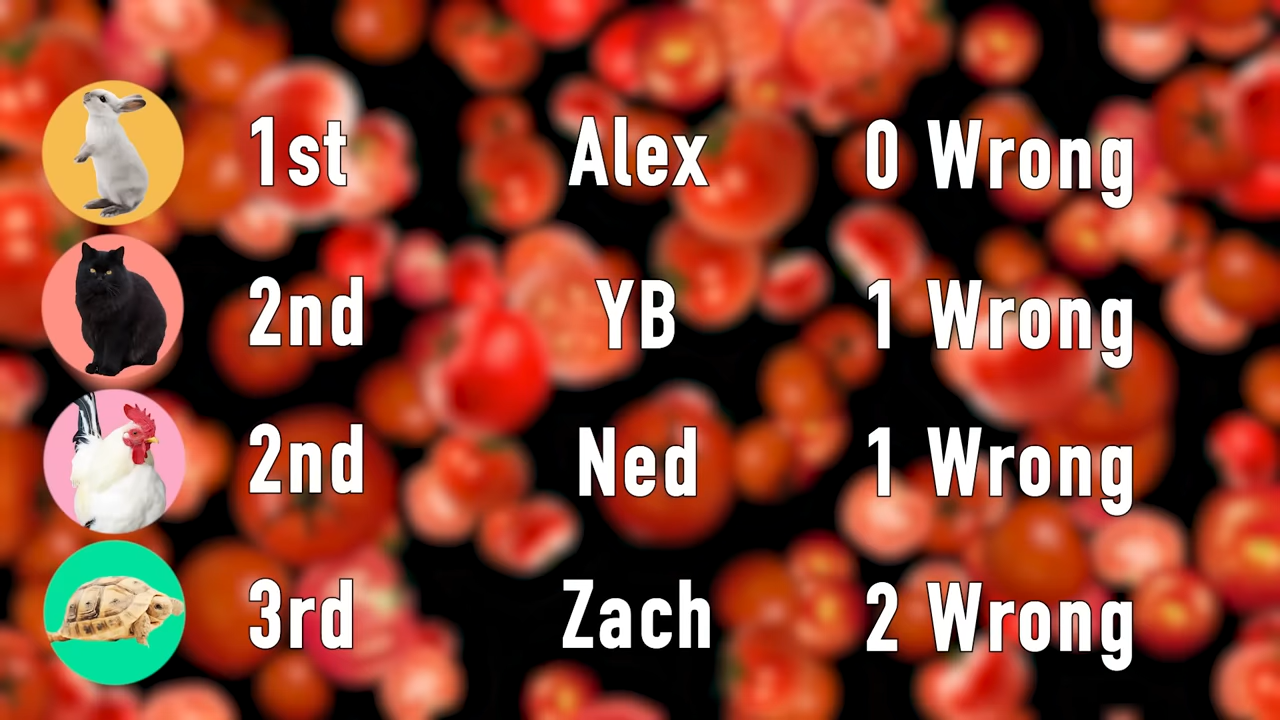 1st Alex 0 Wrong
2nd YB 1 Wrong
2nd Ned 1 Wrong
3rd Zach 2 Wrong